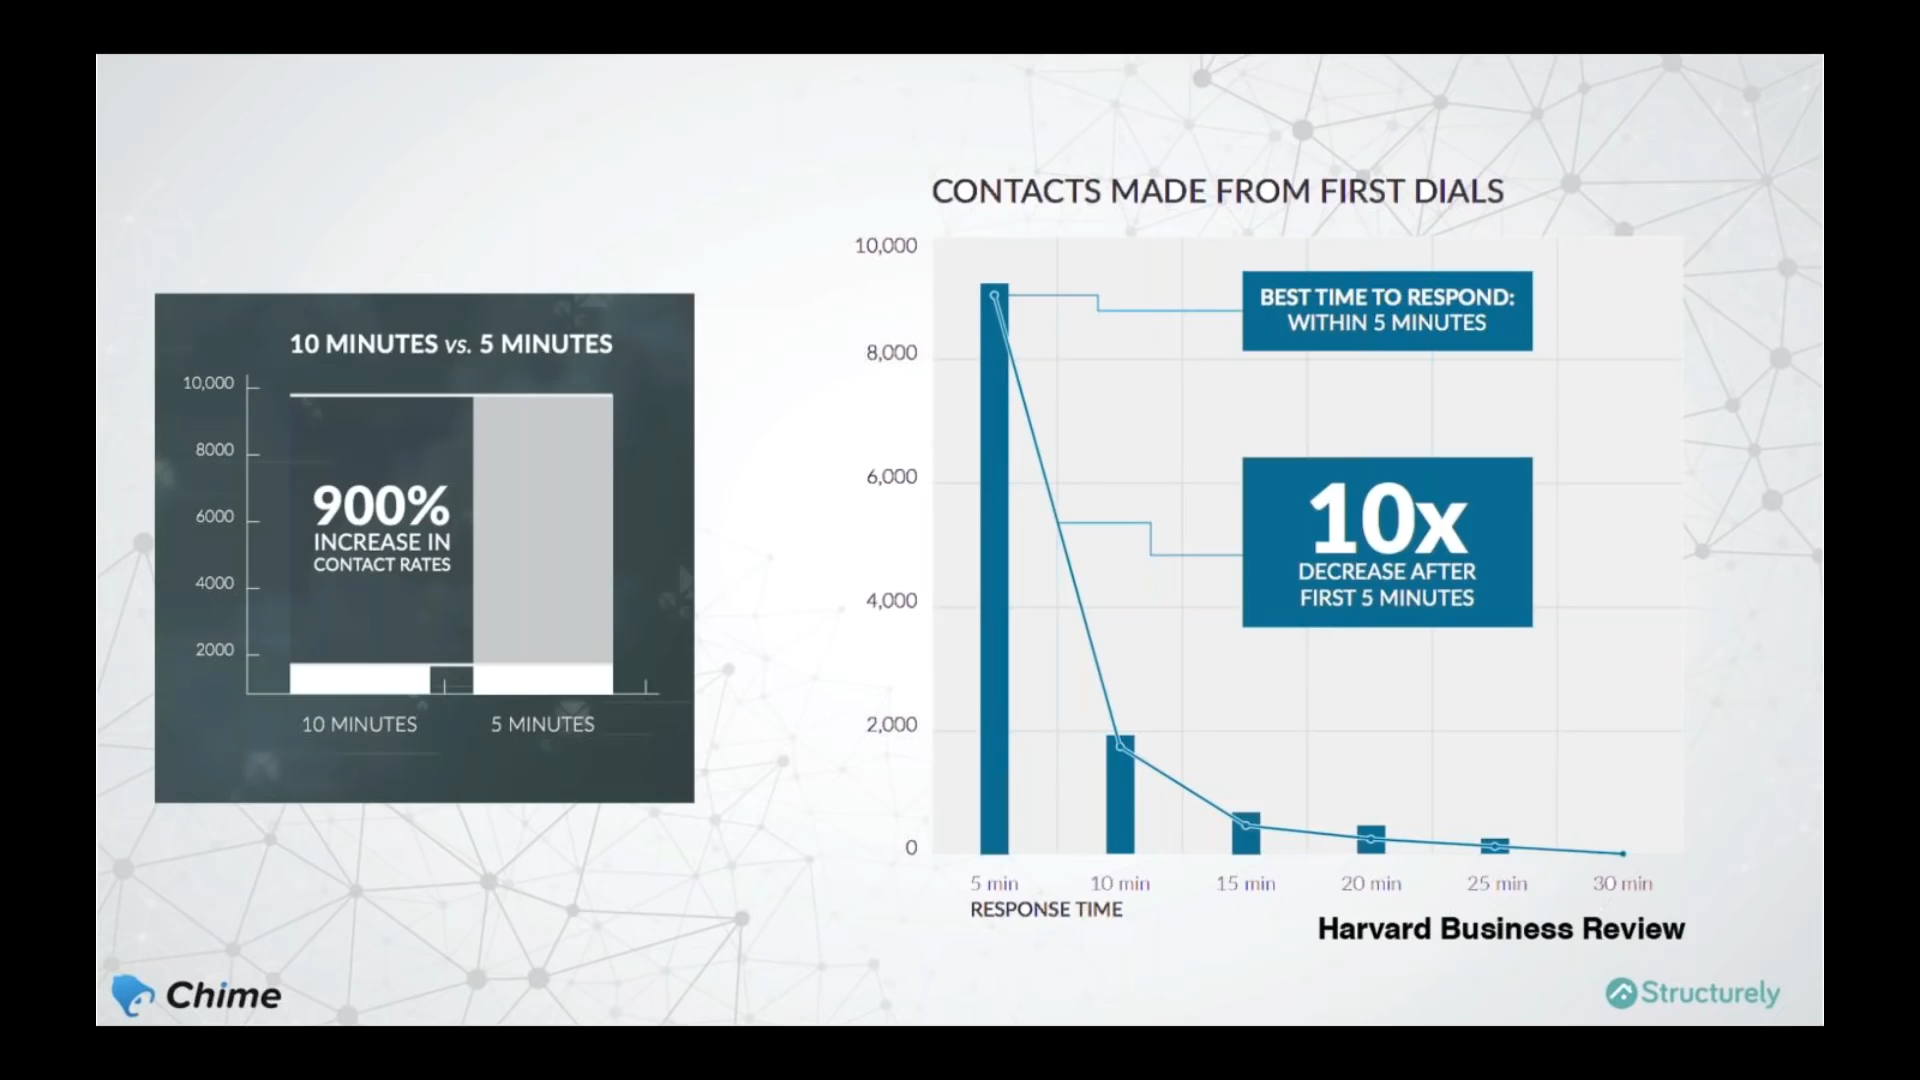 10 MINUTES vs. 5 MINUTES
10,000
8000
6000
4000
2000
900%
INCREASE IN
CONTACT RATES
10 MINUTES
5 MINUTES
CONTACTS MADE FROM FIRST DIALS
10,000
8,000
6,000
4,000
2,000
0
BEST TIME TO RESPOND:
WITHIN 5 MINUTES
10x
DECREASE AFTER
FIRST 5 MINUTES
5 min
10 min
15 min
20 min
25 min
30 min
RESPONSE TIME
Harvard Business Review
Chime
Structurely